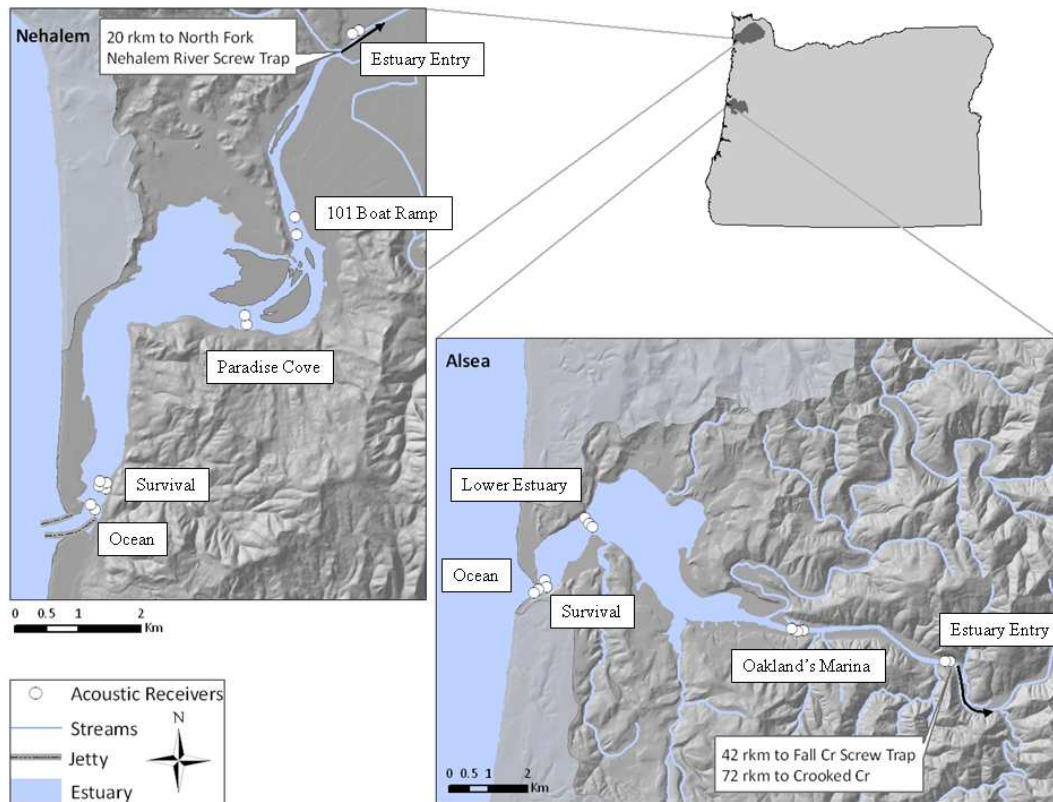 Nehalem
20 rkm to North Fork
Nehalem River Screw Trap
Estuary Entry
101 Boat Ramp
Paradise Cove
Survival
Ocean
0 0.5 1 2
Km
Alsea
Lower Estuary
Ocean
Survival
Oakland's Marina
Estuary Entry
42 rkm to Fall Cr Screw Trap
72 rkm to Crooked Cr
0 0.5 1 2
Km
Acoustic Receivers
Streams
Jetty
Estuary
N